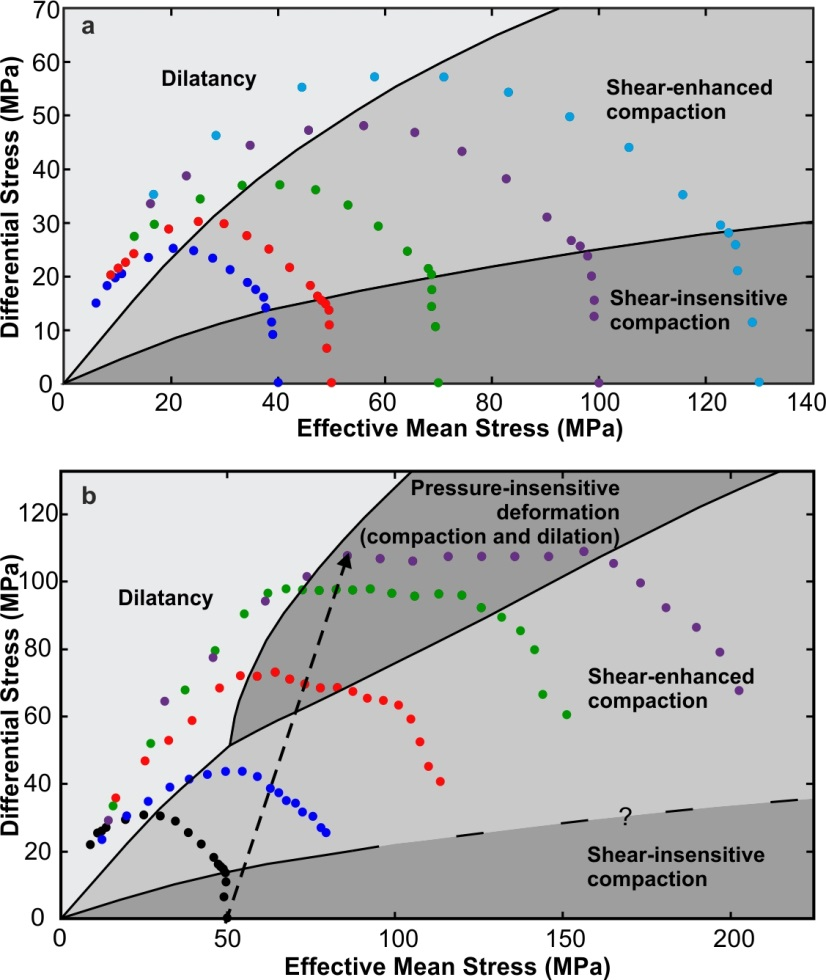 a
70
60
50
40
30
20
10
0
Differential Stress (MPa)
Dilatancy
Shear-enhanced
compaction
Shear-insensitive
compaction
0 20 40 60 80 100 120 140
Effective Mean Stress (MPa)
b
120
100
80
60
40
20
0
Differential Stress (MPa)
Pressure-insensitive
deformation
(compaction and dilation)
Dilatancy
Shear-enhanced
compaction
?
Shear-insensitive
compaction
0 50 100 150 200
Effective Mean Stress (MPa)